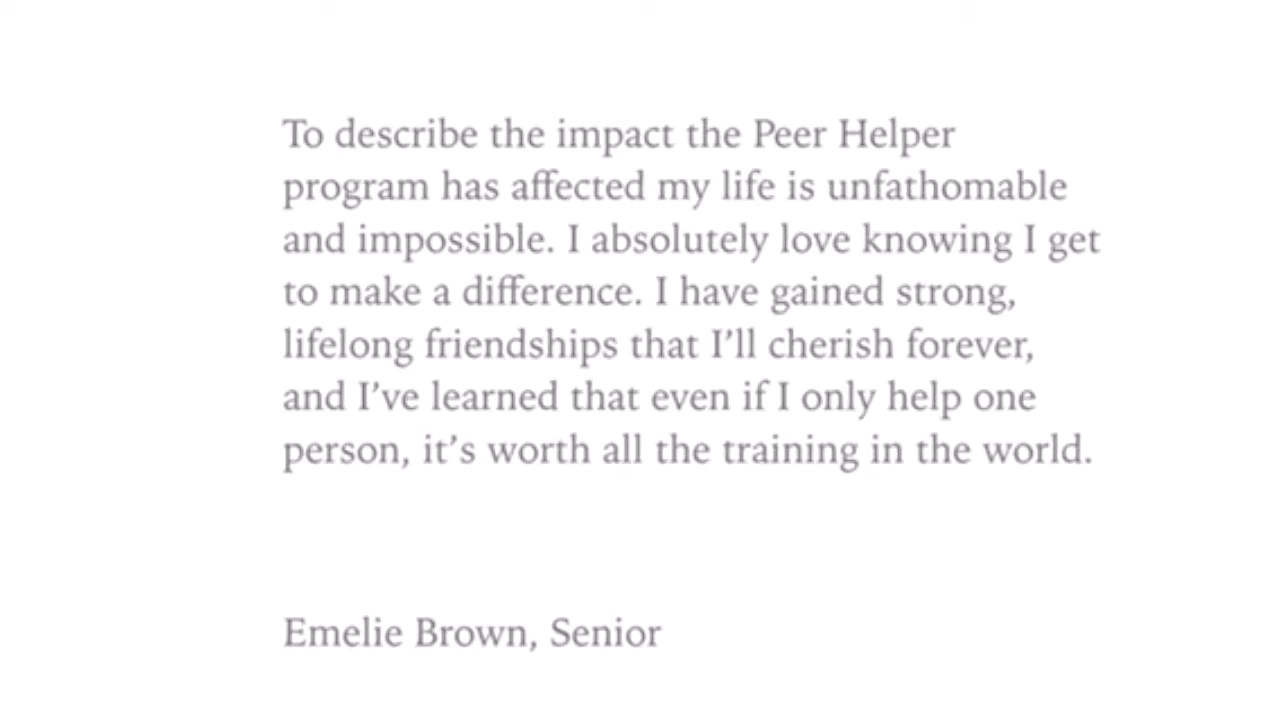 To describe the impact the Peer Helper
program has affected my life is unfathomable
and impossible. I absolutely love knowing I get
to make a difference. I have gained strong,
lifelong friendships that I’ll cherish forever,
and I’ve learned that even if I only help one
person, it’s worth all the training in the world.
Emelie Brown, Senior